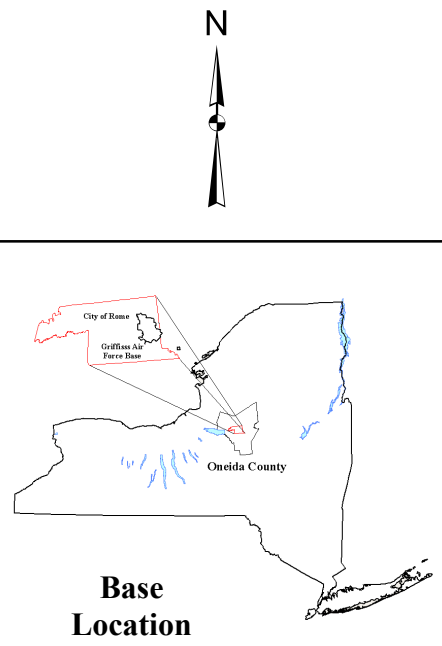 N
City of Rome
Griffisss Air
Force Base
Oneida County
Base
Location